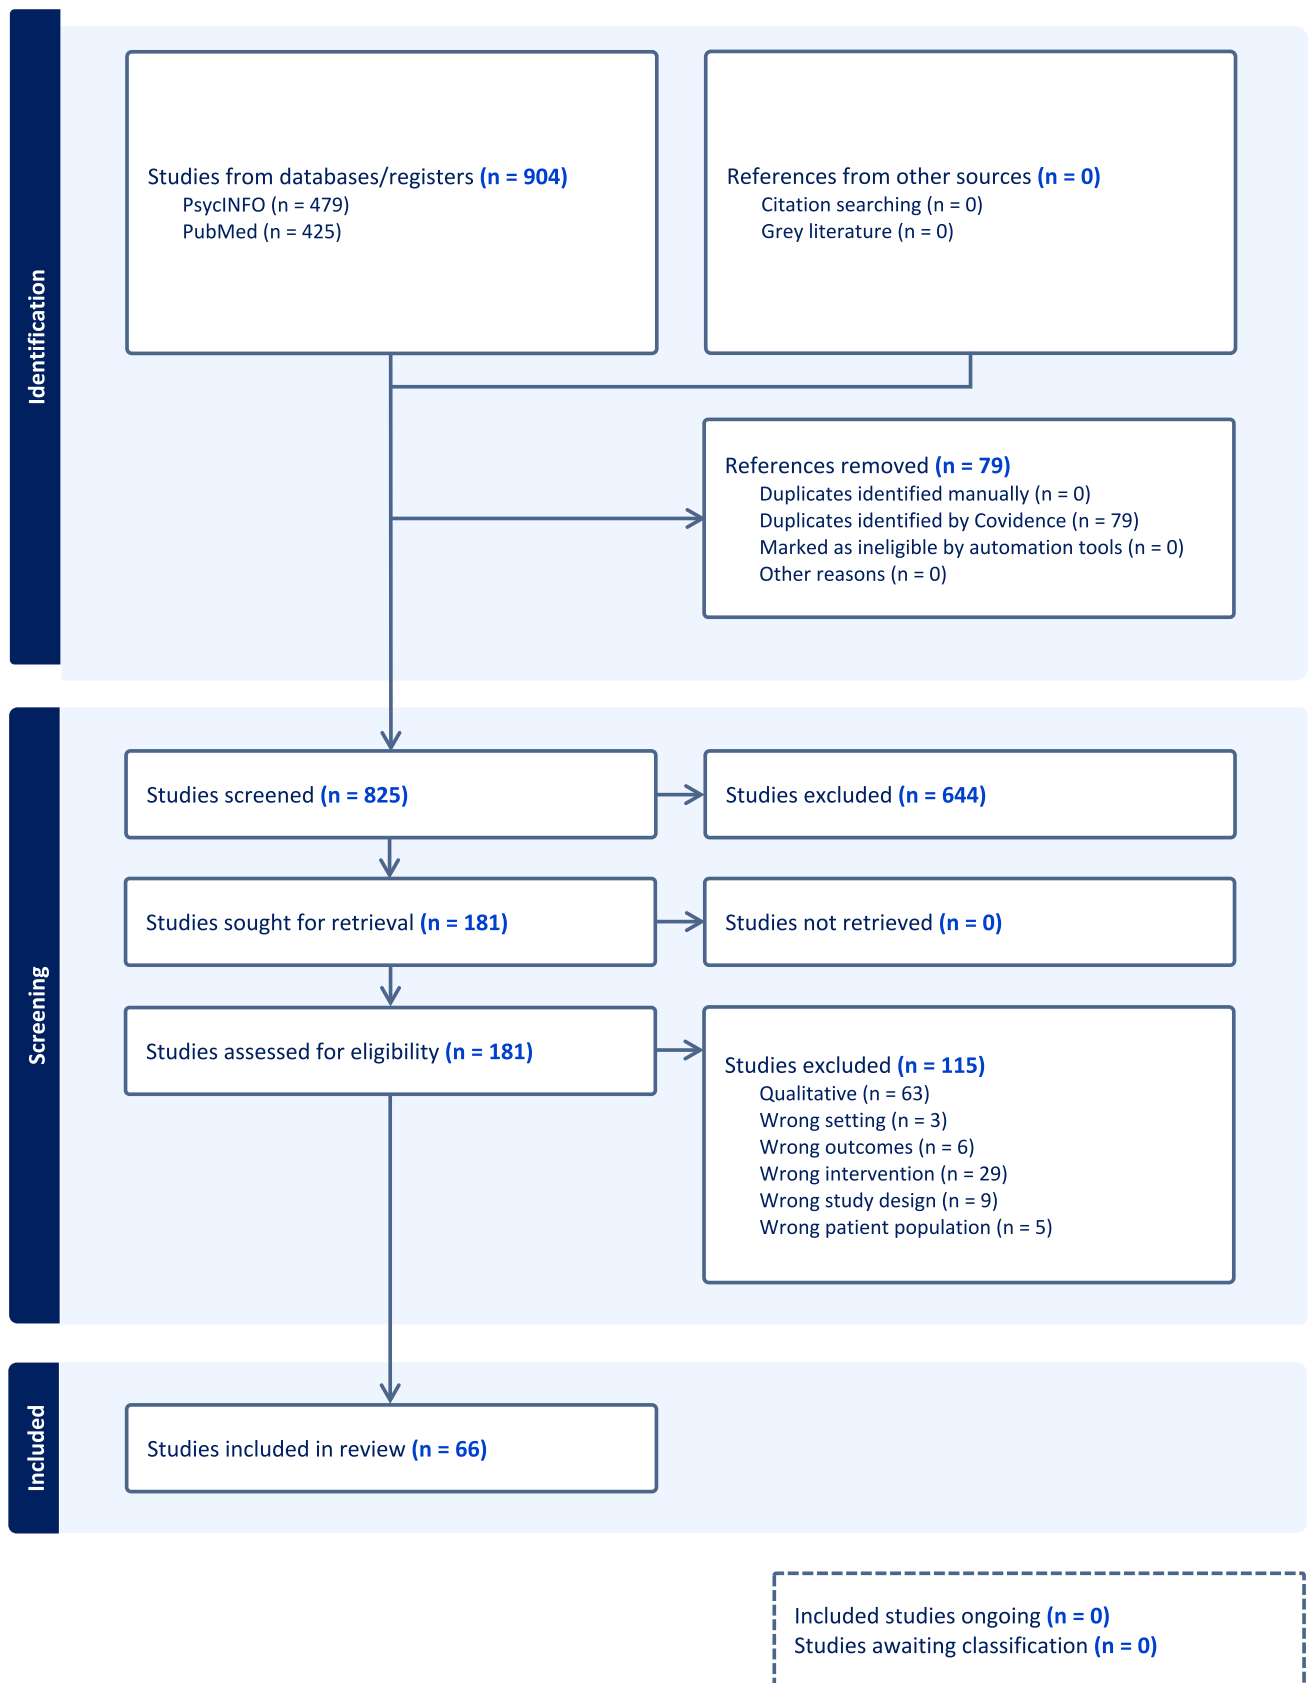 Identification
Studies from databases/registers (n = 904)
PsycINFO (n = 479)
PubMed (n = 425)
References from other sources (n = 0)
Citation searching (n = 0)
Grey literature (n = 0)
References removed (n = 79)
Duplicates identified manually (n = 0)
Duplicates identified by Covidence (n = 79)
Marked as ineligible by automation tools (n = 0)
Other reasons (n = 0)
Screening
Studies screened (n = 825)
Studies excluded (n = 644)
Studies sought for retrieval (n = 181)
Studies not retrieved (n = 0)
Studies assessed for eligibility (n = 181)
Studies excluded (n = 115)
Qualitative (n = 63)
Wrong setting (n = 3)
Wrong outcomes (n = 6)
Wrong intervention (n = 29)
Wrong study design (n = 9)
Wrong patient population (n = 5)
Included
Studies included in review (n = 66)
Included studies ongoing (n = 0)
Studies awaiting classification (n = 0)